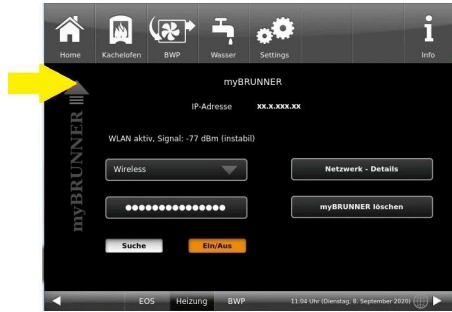 Home Kachelofen BWP Wasser Settings Info
myBRUNNER
IP-Adresse xx.x.xxx.xx
WLAN aktiv, Signal: -77 dBm (instabil)
Wireless Netzwerk - Details
myBRUNNER löschen
Suche Ein/Aus
myBRUNNER
EOS Heizung BWP 11:04 Uhr (Dienstag, 8. September 2020)